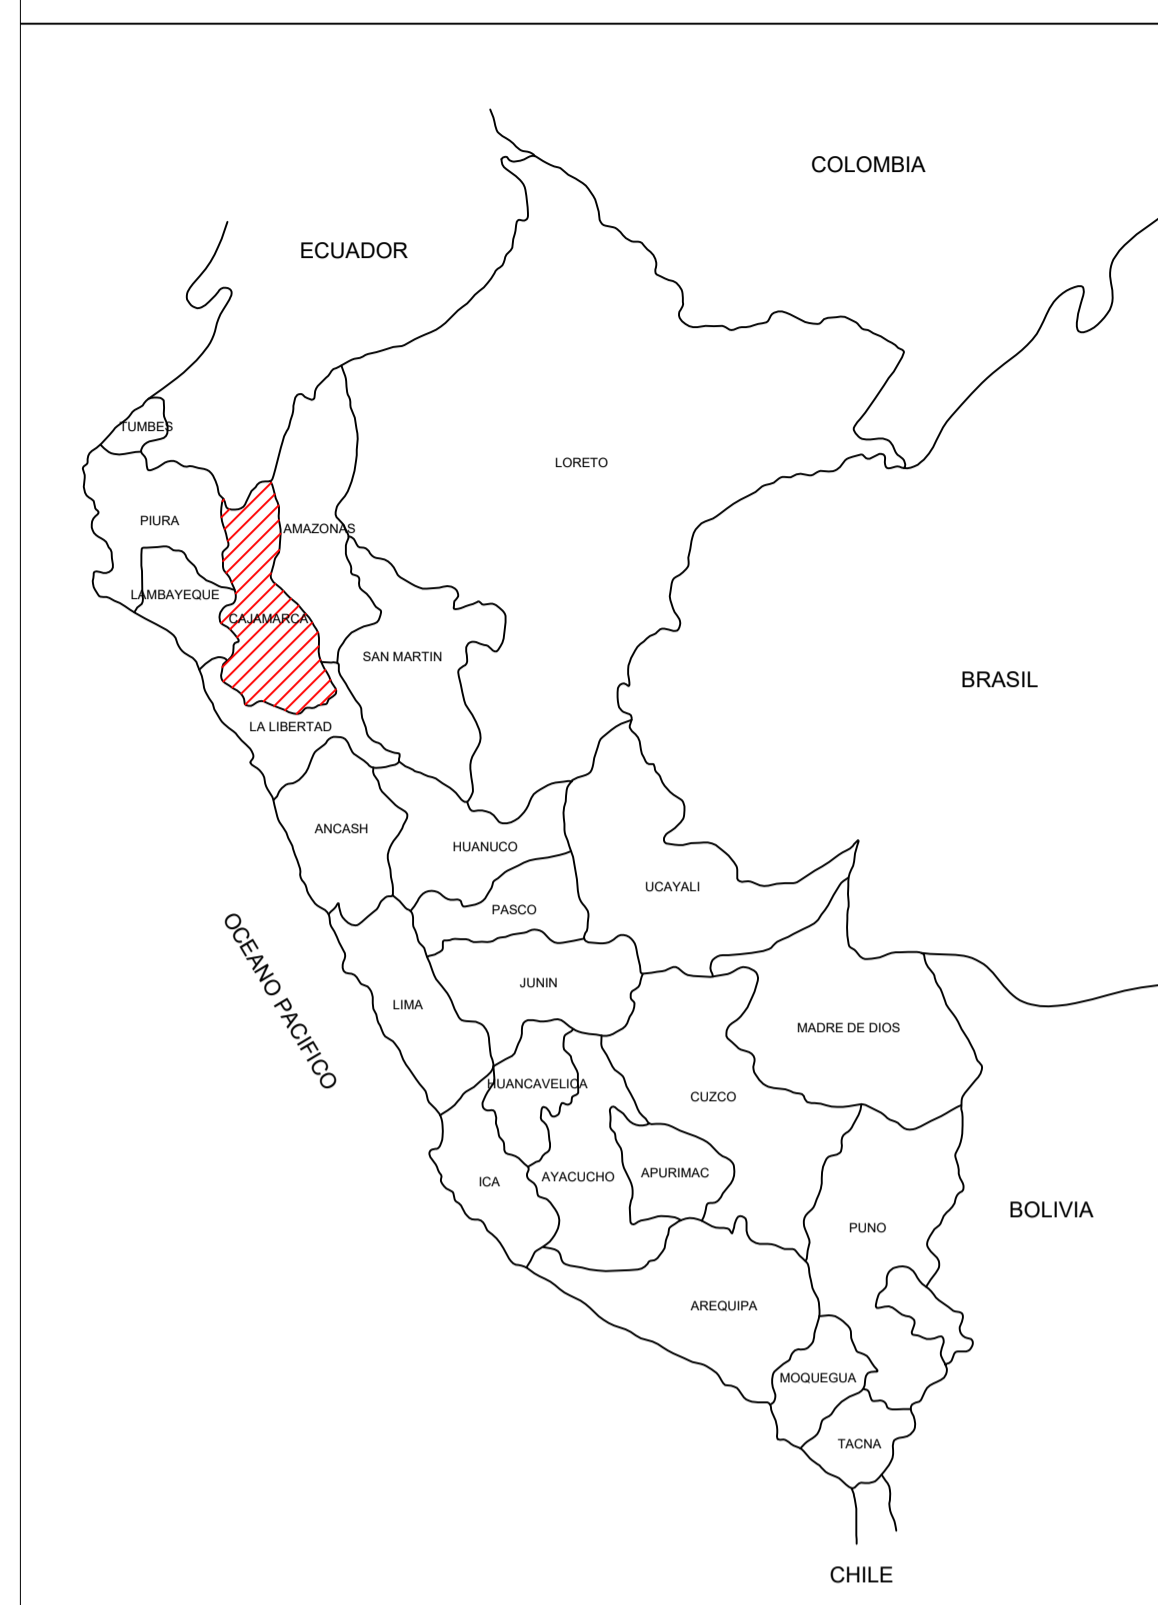 COLOMBIA
ECUADOR
TUMBES
LORETO
PIURA
AMAZONAS
LAMBAYEQUE
CAJAMARCA
SAN MARTIN
BRASIL
LA LIBERTAD
ANCASH
HUANUCO
UCAYALI
PASCO
OCEANO PACIFICO
JUNIN
LIMA
MADRE DE DIOS
HUANCAVELICA
CUZCO
APURIMAC
AYACUCHO
ICA
BOLIVIA
PUNO
AREQUIPA
MOQUEGUA
TACNA
CHILE